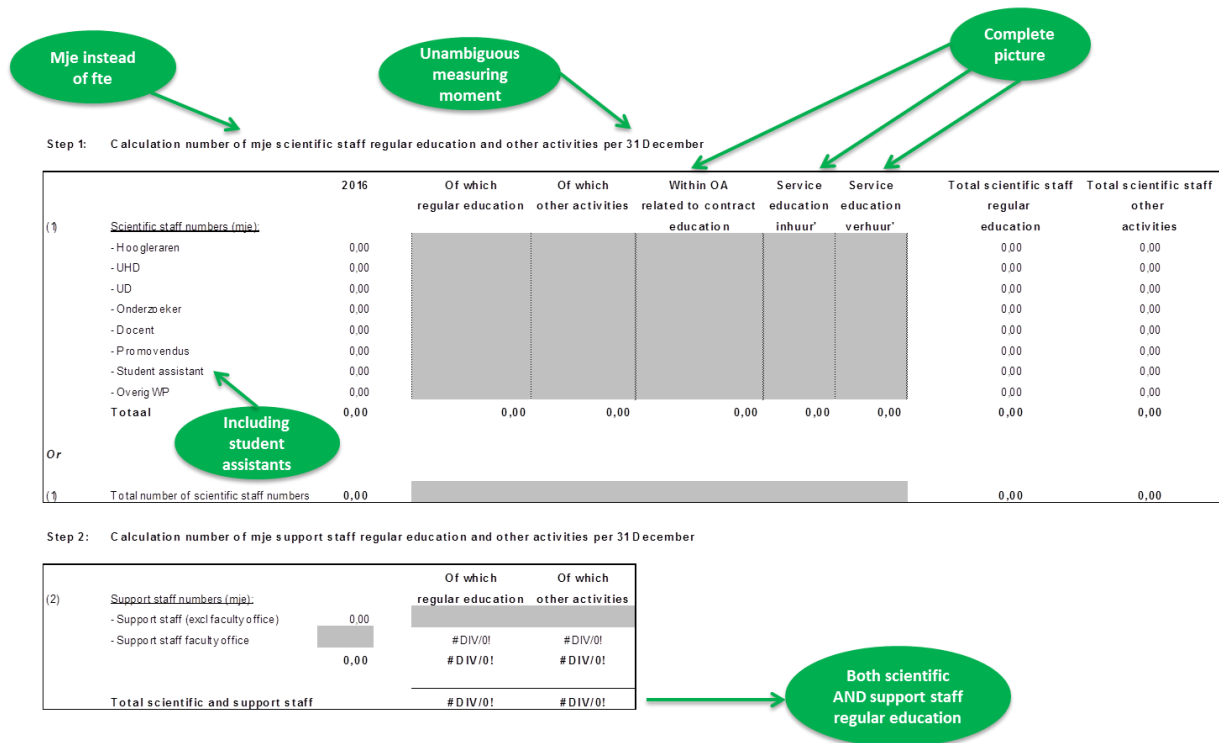 Mje instead
of fte
Unambiguous
measuring
moment
Complete
picture
Step 1: Calculation number of mje scientific staff regular education and other activities per 31 December
2016 Of which Of which Within OA Service Service Total scientific staff Total scientific staff
regular education other activities related to contract education education regular other
(1) Scientific staff numbers (mje): education inhuur' verhuur' education activities
- Hoogleraren 0,00 0,00 0,00
- UHD 0,00 0,00 0,00
- UD 0,00 0,00 0,00
- Onderzoeker 0,00 0,00 0,00
- Docent 0,00 0,00 0,00
- Promovendus 0,00 0,00 0,00
- Student assistant 0,00 0,00 0,00
- Overig WP 0,00 0,00 0,00
Totaal 0,00 0,00 0,00 0,00 0,00 0,00 0,00 0,00
Including
student
assistants
Or
(1) Total number of scientific staff numbers 0,00 0,00 0,00
Step 2: Calculation number of mje support staff regular education and other activities per 31 December
Of which Of which
(2) Support staff numbers (mje): regular education other activities
- Support staff (excl faculty office) 0,00
- Support staff faculty office #DIV/0! #DIV/0!
0,00 #DIV/0! #DIV/0!
Total scientific and support staff #DIV/0! #DIV/0!
Both scientific
AND support staff
regular education